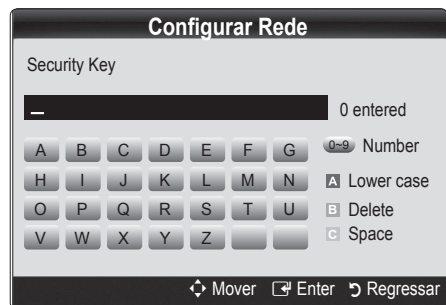 Configurar Rede
Security Key
_ 0 entered
A B C D E F G 0~9 Number
H I J K L M N A Lower case
O P Q R S T U B Delete
V W X Y Z C Space
Mover Enter Regressar